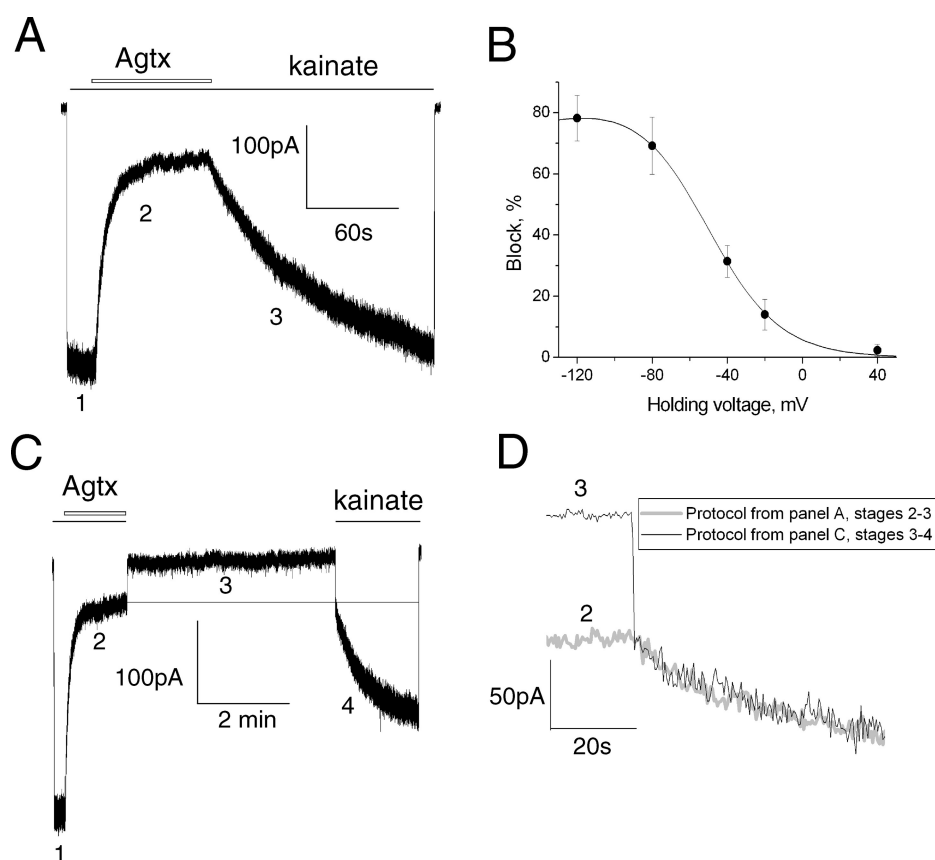 A
Agtx
kainate
100pA
60s
1
2
3
B
80
60
40
20
0
Block, %
-120
-80
-40
0
40
Holding voltage, mV
C
Agtx
kainate
100pA
2 min
1
2
3
4
D
3
Protocol from panel A, stages 2-3
Protocol from panel C, stages 3-4
2
50pA
20s